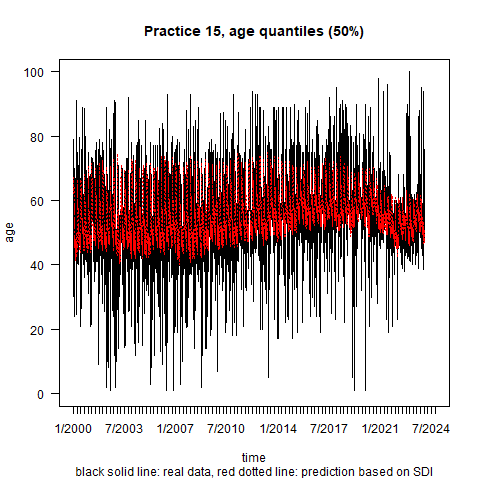 Practice 15, age quantiles (50%)
100
80
60
40
20
0
age
1/2000 7/2003 1/2007 7/2010 1/2014 7/2017 1/2021 7/2024
time
black solid line: real data, red dotted line: prediction based on SDI